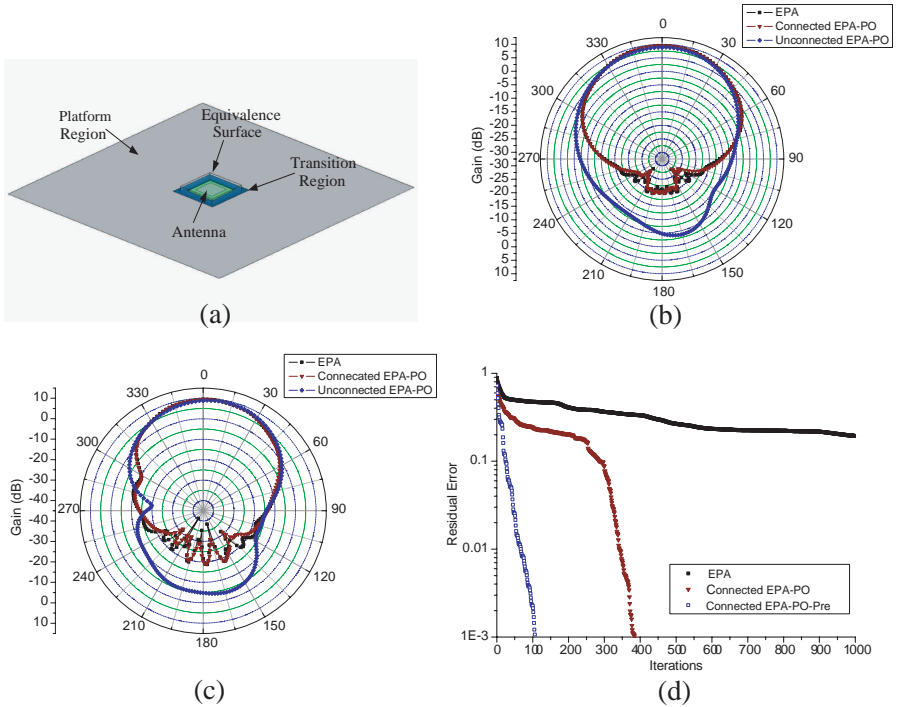 Platform
Region
Equivalence
Surface
Transition
Region
Antenna
(a)
EPA
Connected EPA-PO
Unconnected EPA-PO
Gain (dB)
10
5
0
-5
-10
-15
-20
-25
-30
-30
-25
-20
-15
-10
-5
0
5
10
0
30
60
90
120
150
180
210
240
270
300
330
(b)
EPA
Connecated EPA-PO
Unconnected EPA-PO
Gain (dB)
10
0
-10
-20
-30
-40
-40
-30
-20
-10
0
10
0
30
60
90
120
150
180
210
240
270
300
330
(c)
Residual Error
1
0.1
0.01
1E-3
EPA
Connected EPA-PO
Connected EPA-PO-Pre
0 100 200 300 400 500 600 700 800 900 1000
Iterations
(d)